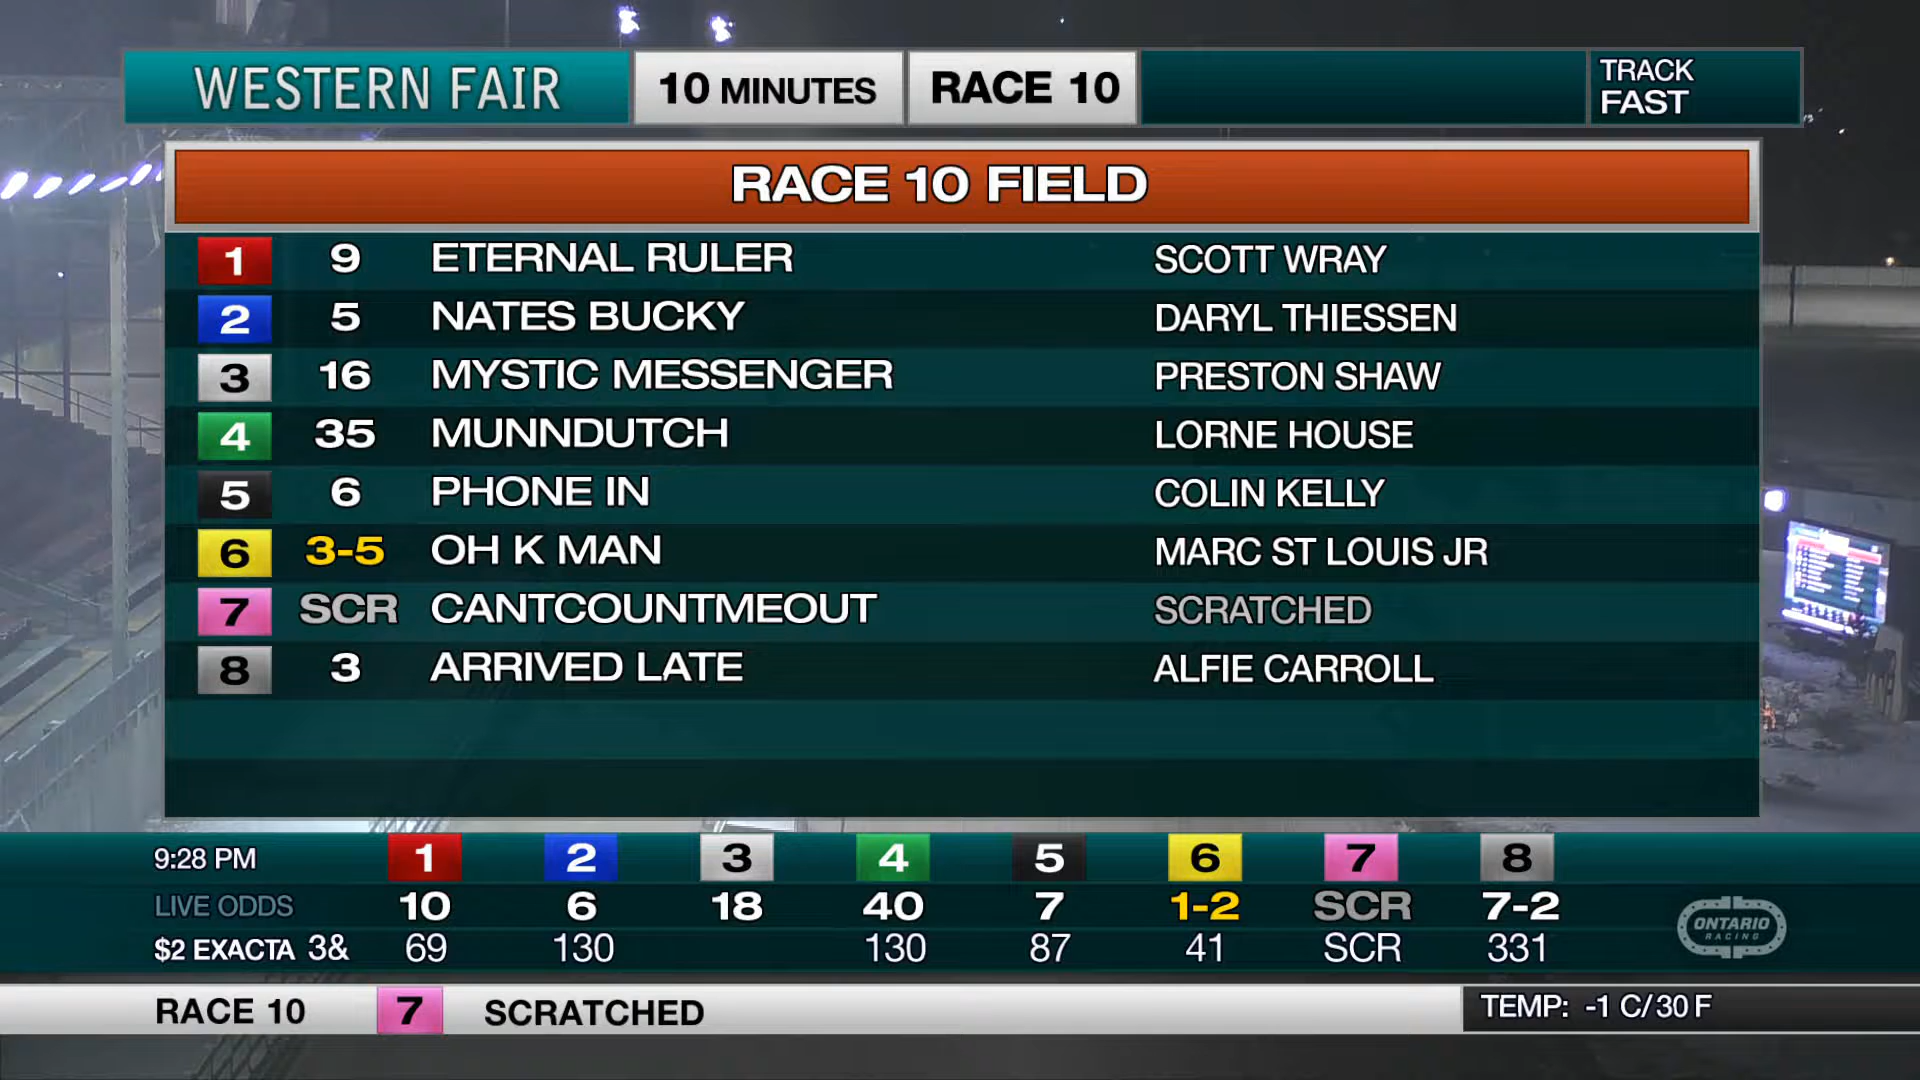 WESTERN FAIR 10 MINUTES RACE 10 TRACK FAST
RACE 10 FIELD
1 9 ETERNAL RULER SCOTT WRAY
2 5 NATES BUCKY DARYL THIESSEN
3 16 MYSTIC MESSENGER PRESTON SHAW
4 35 MUNNDUTCH LORNE HOUSE
5 6 PHONE IN COLIN KELLY
6 3-5 OH K MAN MARC ST LOUIS JR
7 SCR CANTCOUNTMEOUT SCRATCHED
8 3 ARRIVED LATE ALFIE CARROLL
9:28 PM 1 2 3 4 5 6 7 8
LIVE ODDS 10 6 18 40 7 1-2 SCR 7-2
$2 EXACTA 3& 69 130 130 87 41 SCR 331
ONTARIO RACING
RACE 10 7 SCRATCHED TEMP: -1 C/30 F